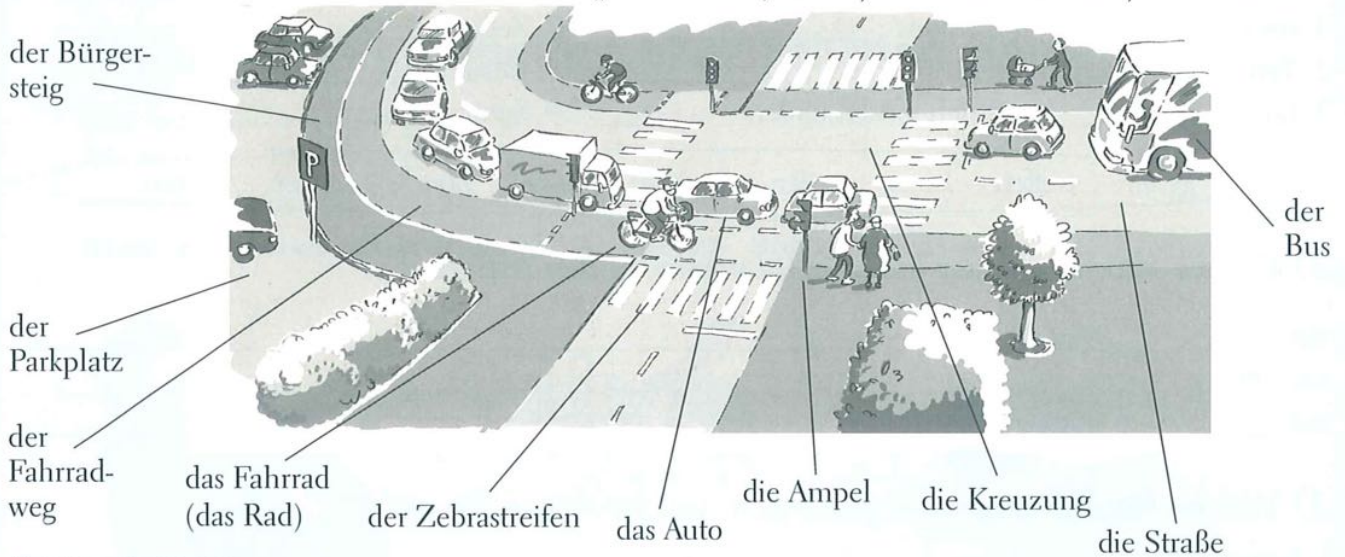 der Bürger-
steig
P
der
Bus
der
Parkplatz
der
Fahrrad-
weg
das Fahrrad
(das Rad)
der Zebrastreifen
das Auto
die Ampel
die Kreuzung
die Straße